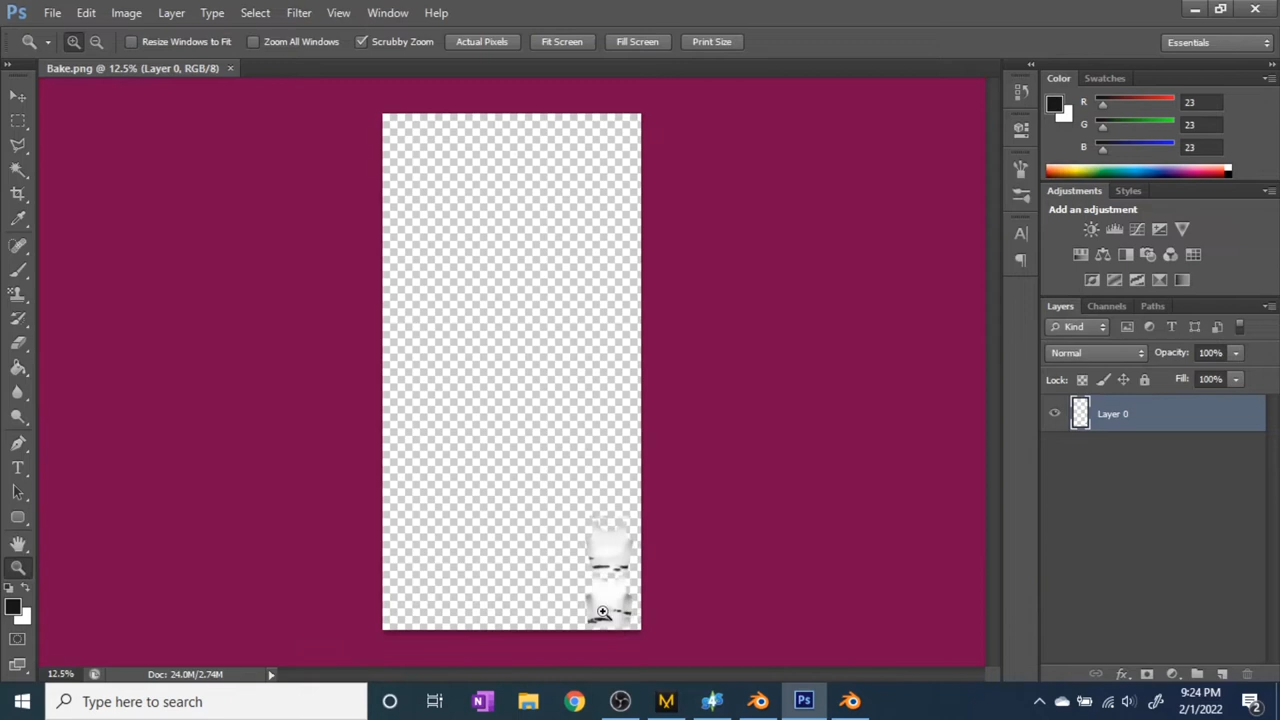 Ps File Edit Image Layer Type Select Filter View Window Help
Resize Windows to Fit Zoom All Windows Scrubby Zoom Actual Pixels Fit Screen Fill Screen Print Size Essentials
Bake.png @ 12.5% (Layer 0, RGB/8) ×
Color Swatches
R 23
G 23
B 23
Adjustments Styles
Add an adjustment
Layers Channels Paths
Kind
Normal Opacity: 100%
Lock: Fill: 100%
Layer 0
12.5% Doc: 24.0M/2.74M
Type here to search
9:24 PM
2/1/2022
2